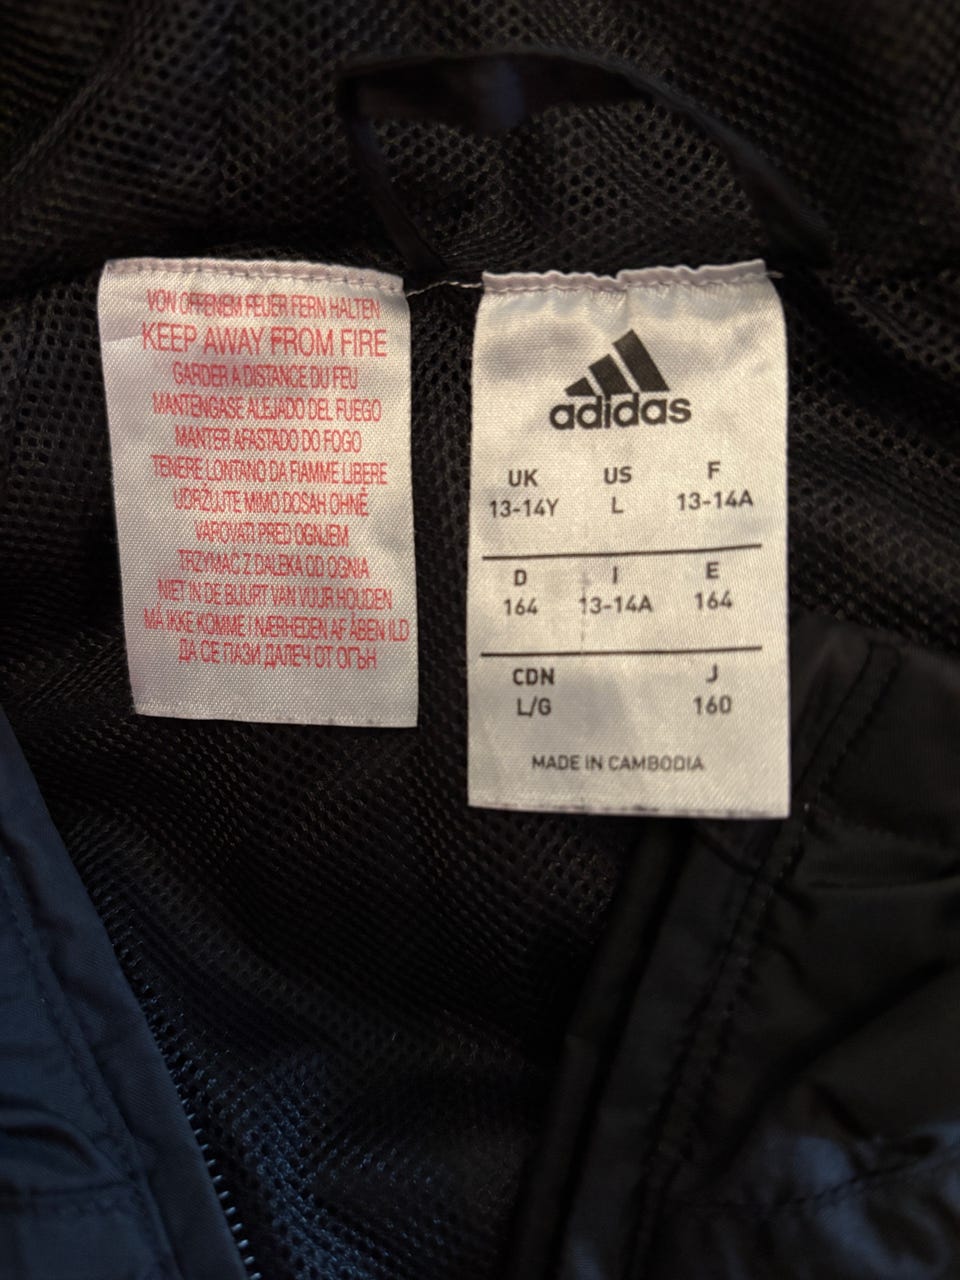 VON OFFENEM FEUER FERN HALTEN
KEEP AWAY FROM FIRE
GARDER A DISTANCE DU FEU
MANTENGASE ALEJADO DEL FUEGO
MANTER AFASTADO DO FOGO
TENERE LONTANO DA FIAMME LIBERE
UDRŽUJTE MIMO DOSAH OHNĚ
VAROVATI PRED OGNJEM
TRZYMAĆ Z DALEKA OD OGNIA
NIET IN DE BUURT VAN VUUR HOUDEN
MÅ IKKE KOMME I NÆRHEDEN AF ÅBEN ILD
ДА СЕ ПАЗИ ДАЛЕЧ ОТ ОГЪН
adidas
UK US F
13-14Y L 13-14A
D I E
164 13-14A 164
CDN J
L/G 160
MADE IN CAMBODIA